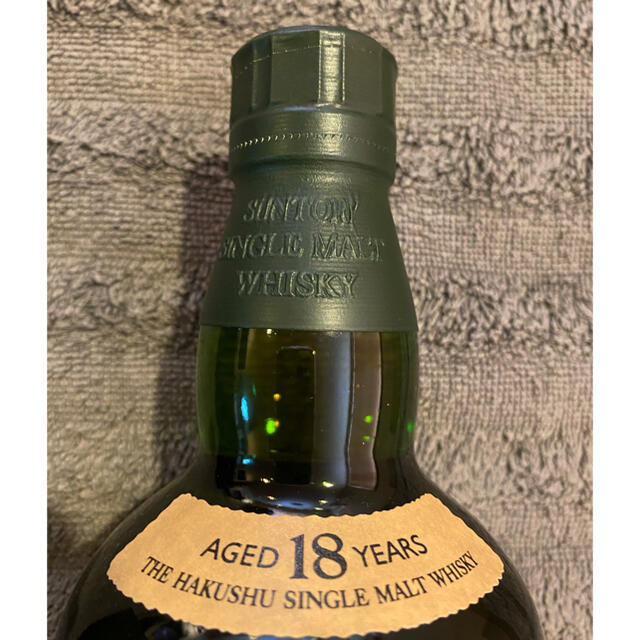 SUNTORY
SINGLE MALT
WHISKY
AGED 18 YEARS
THE HAKUSHU SINGLE MALT WHISKY